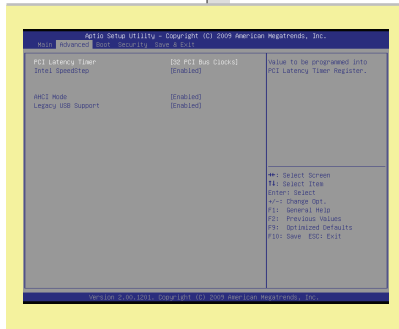 Aptio Setup Utility – Copyright (C) 2009 American Megatrends, Inc.
Main Advanced Boot Security Save & Exit
PCI Latency Timer [32 PCI Bus Clocks]
Intel SpeedStep [Enabled]
AHCI Mode [Enabled]
Legacy USB Support [Enabled]
Value to be programmed into
PCI Latency Timer Register.
→←: Select Screen
↑↓: Select Item
Enter: Select
+/-: Change Opt.
F1: General Help
F2: Previous Values
F9: Optimized Defaults
F10: Save ESC: Exit
Version 2.00.1201. Copyright (C) 2009 American Megatrends, Inc.